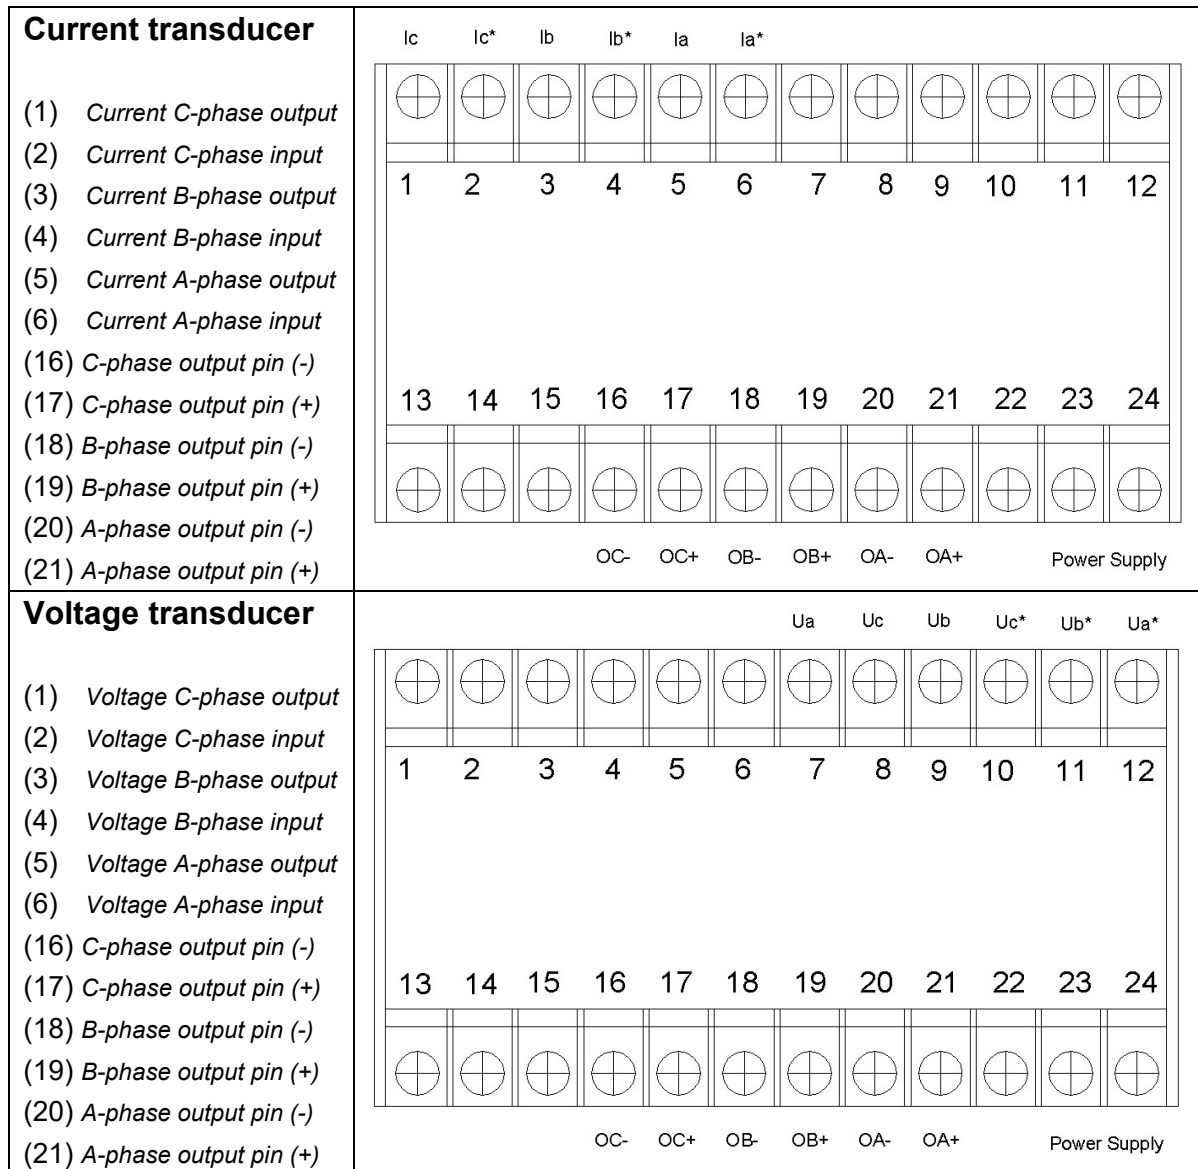 Current transducer
(1) Current C-phase output
(2) Current C-phase input
(3) Current B-phase output
(4) Current B-phase input
(5) Current A-phase output
(6) Current A-phase input
(16) C-phase output pin (-)
(17) C-phase output pin (+)
(18) B-phase output pin (-)
(19) B-phase output pin (+)
(20) A-phase output pin (-)
(21) A-phase output pin (+)
Ic Ic* Ib Ib* Ia Ia*
1 2 3 4 5 6 7 8 9 10 11 12
13 14 15 16 17 18 19 20 21 22 23 24
OC- OC+ OB- OB+ OA- OA+ Power Supply
Voltage transducer
(1) Voltage C-phase output
(2) Voltage C-phase input
(3) Voltage B-phase output
(4) Voltage B-phase input
(5) Voltage A-phase output
(6) Voltage A-phase input
(16) C-phase output pin (-)
(17) C-phase output pin (+)
(18) B-phase output pin (-)
(19) B-phase output pin (+)
(20) A-phase output pin (-)
(21) A-phase output pin (+)
Ua Uc Ub Uc* Ub* Ua*
1 2 3 4 5 6 7 8 9 10 11 12
13 14 15 16 17 18 19 20 21 22 23 24
OC- OC+ OB- OB+ OA- OA+ Power Supply